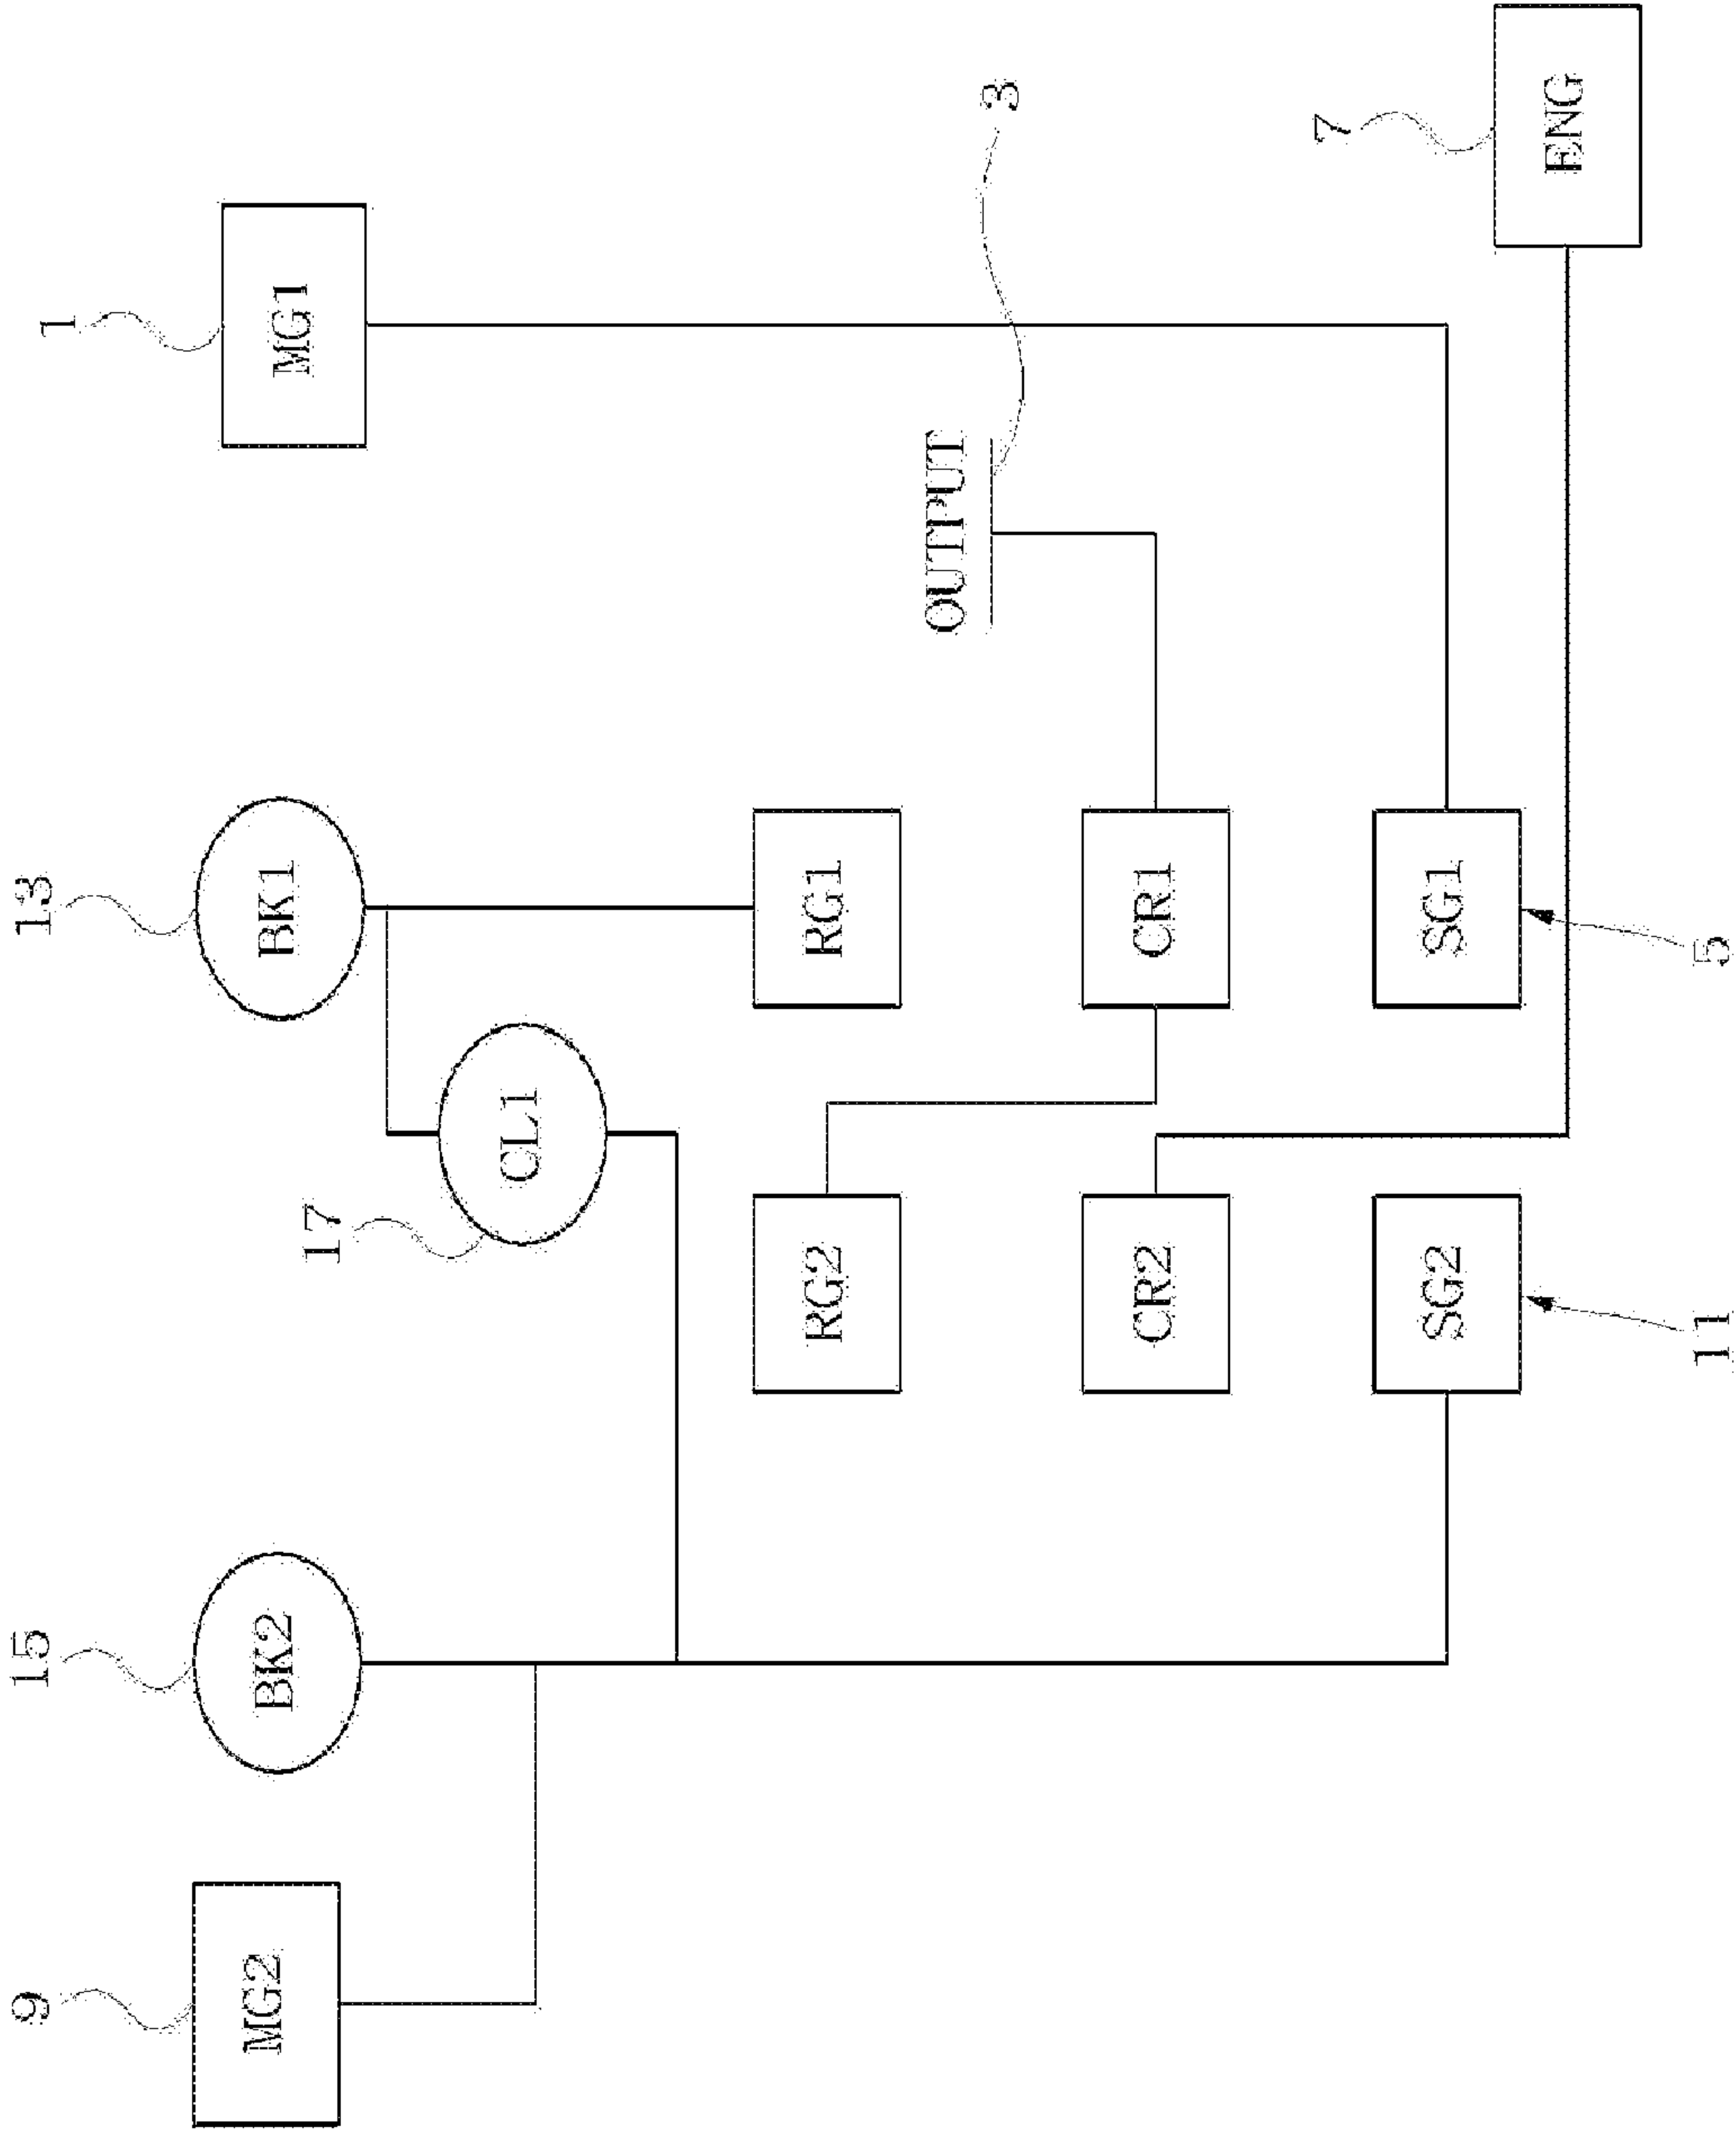 9
15
13
1
MG2
BK2
BK1
MG1
17
CL1
RG2
RG1
OUTPUT
3
CR2
CR1
7
SG2
SG1
ENG
11
5